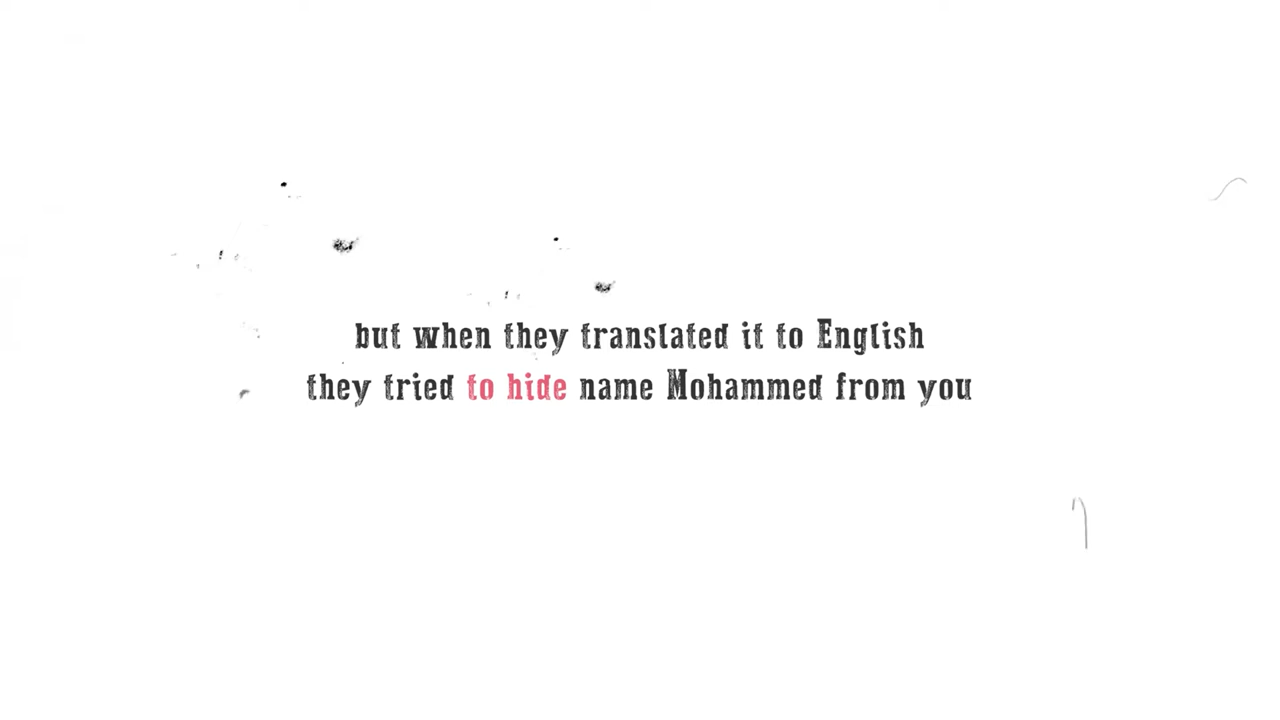 but when they translated it to English
they tried to hide name Mohammed from you